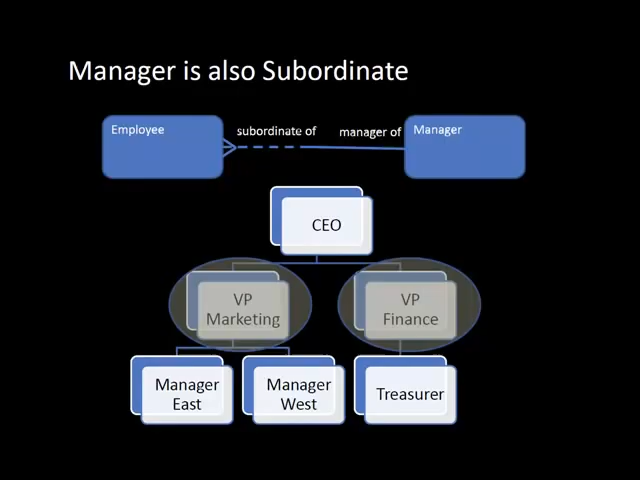 Manager is also Subordinate
Employee
subordinate of
manager of
Manager
CEO
VP
Marketing
VP
Finance
Manager
East
Manager
West
Treasurer